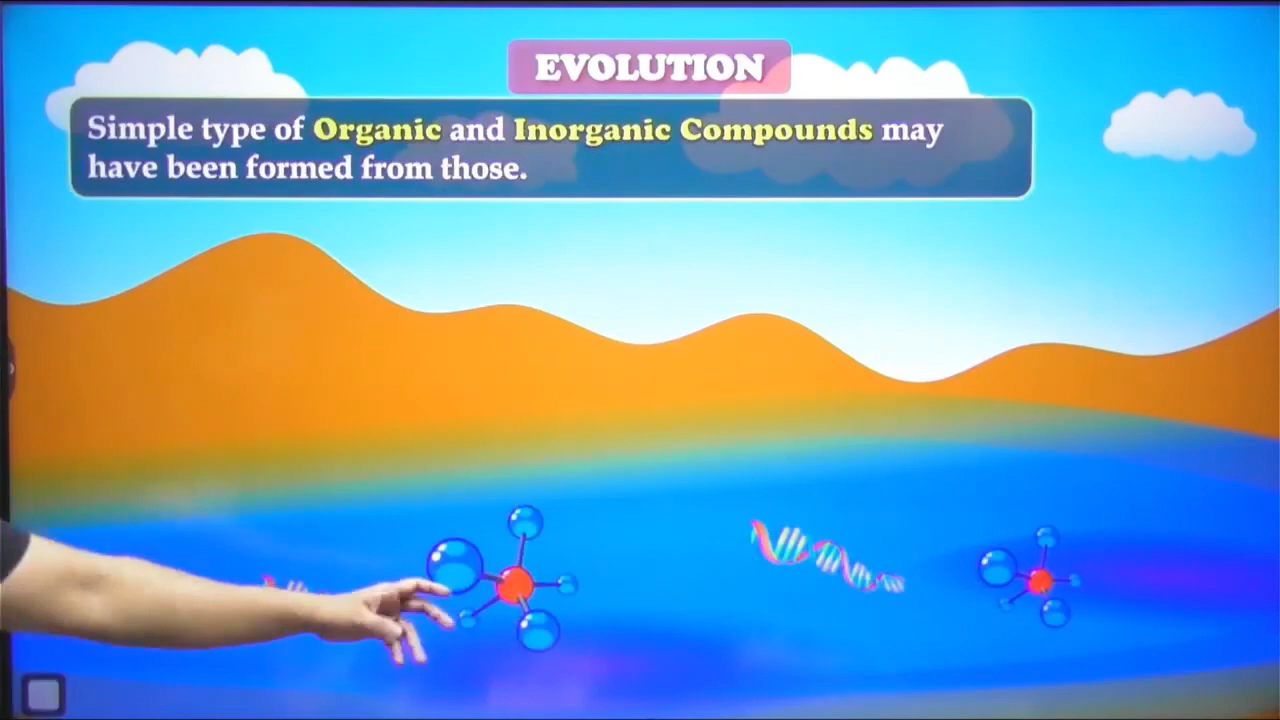 EVOLUTION
Simple type of Organic and Inorganic Compounds may
have been formed from those.